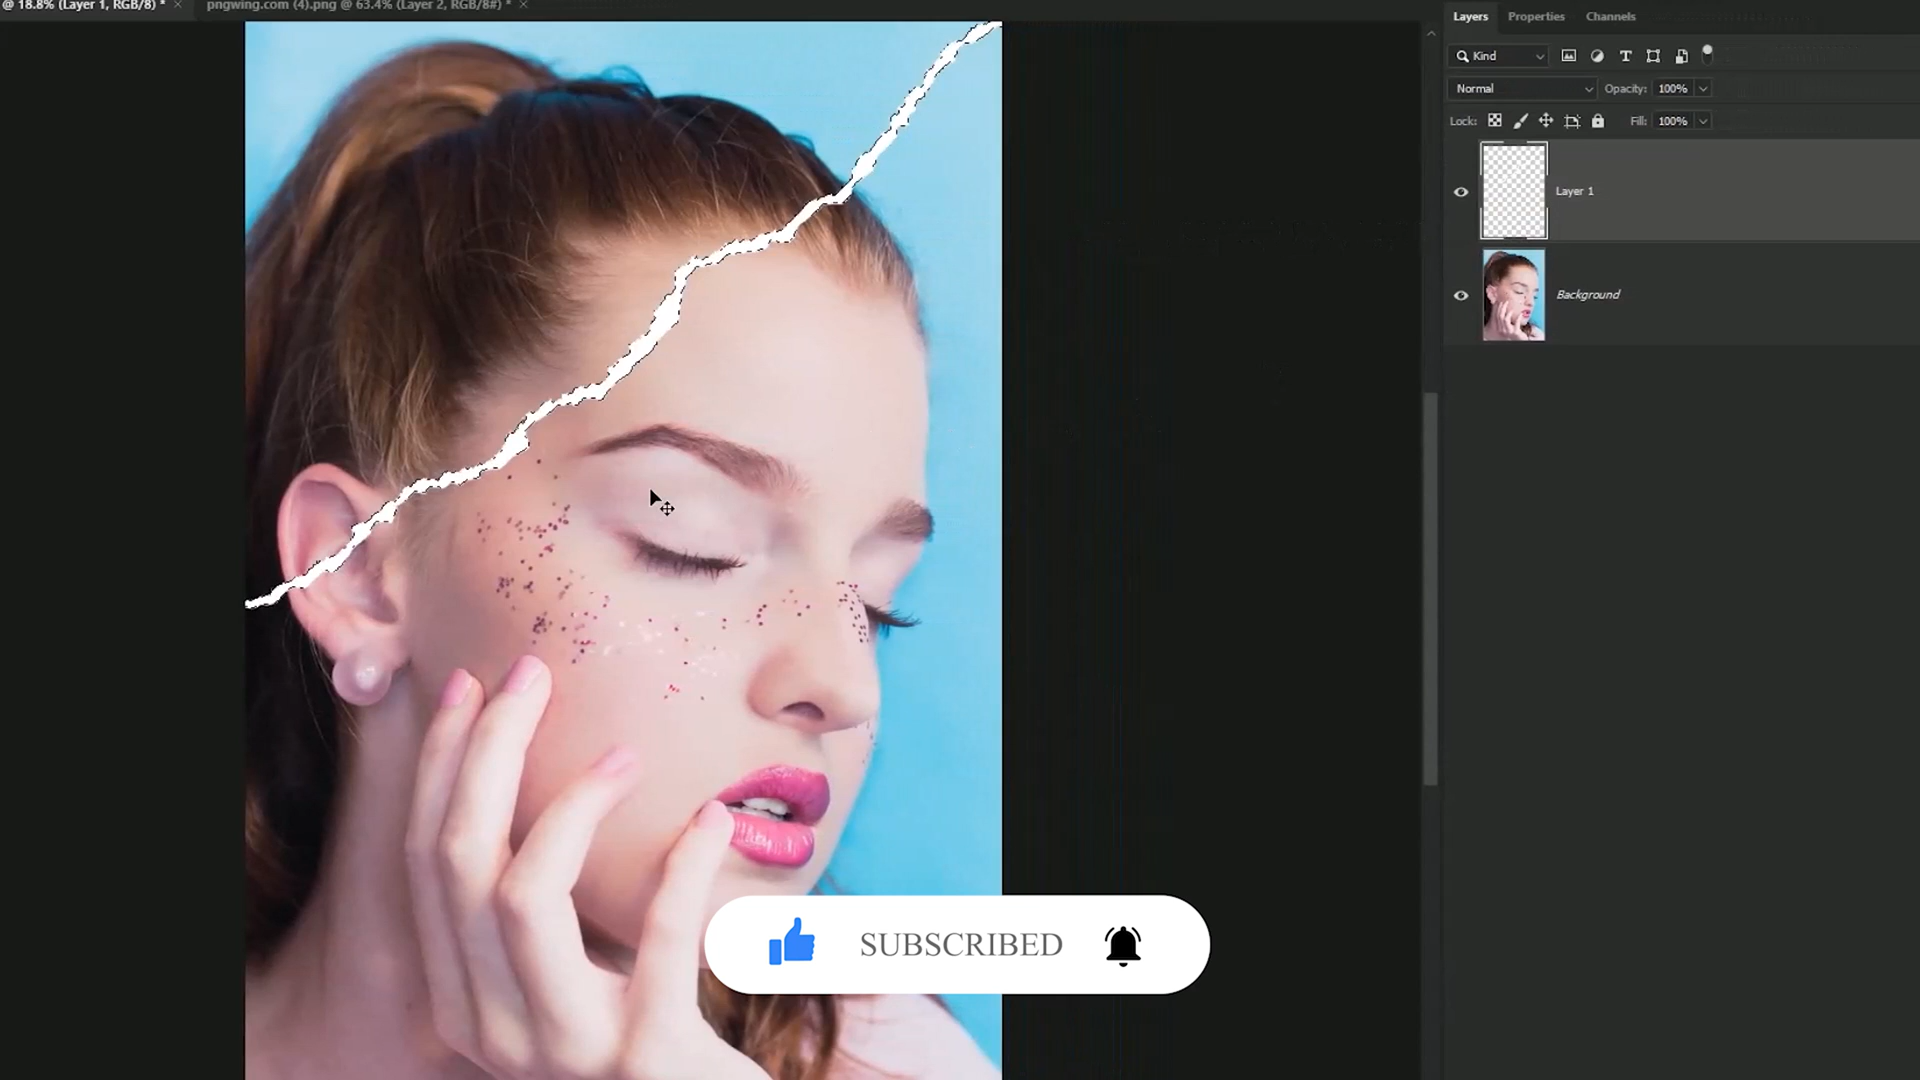 @ 18.8% (Layer 1, RGB/8) *
pngwing.com (4).png @ 63.4% (Layer 2, RGB/8#) *
Layers Properties Channels
Kind
Normal Opacity: 100%
Lock: Fill: 100%
Layer 1
Background
SUBSCRIBED